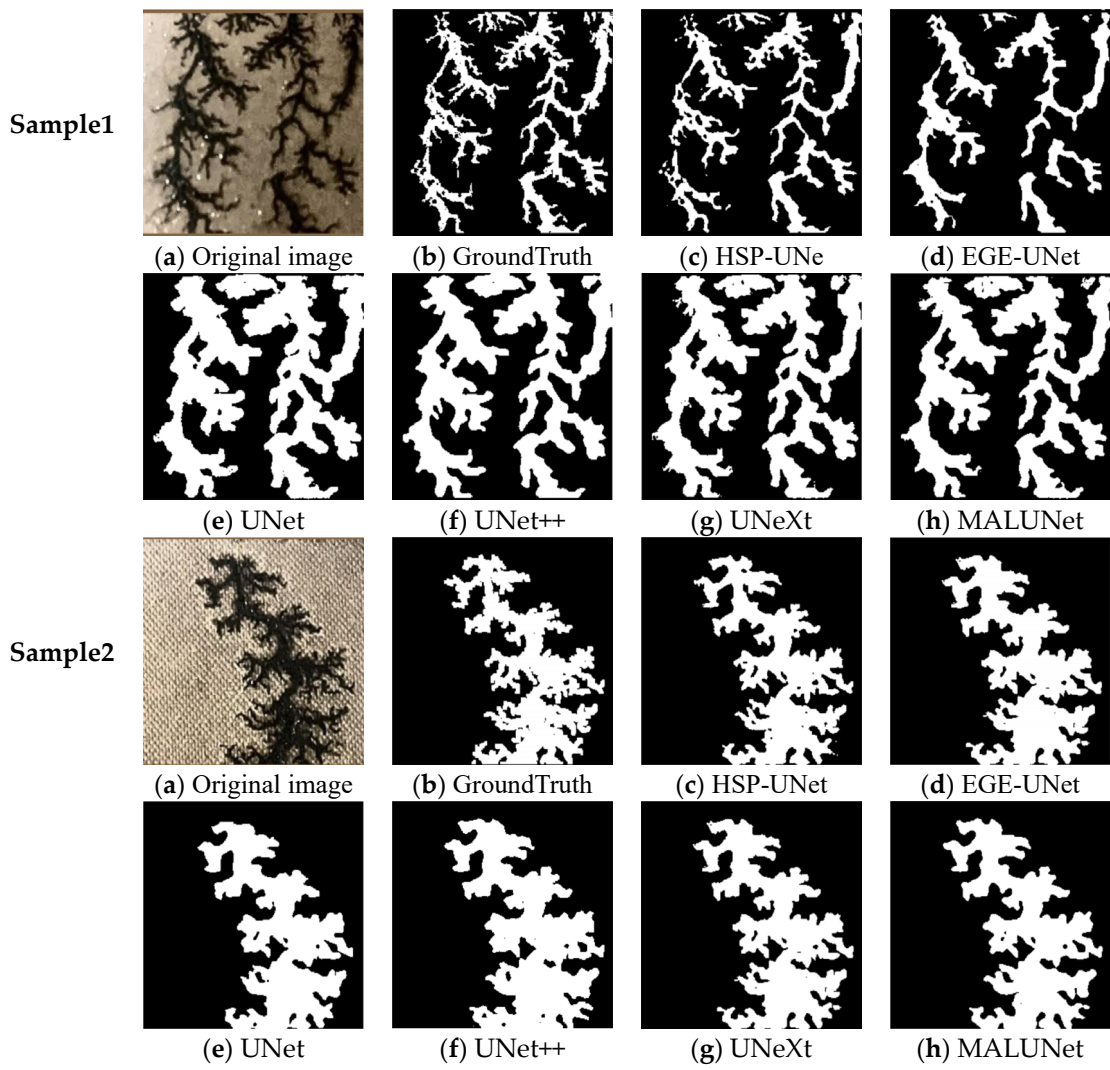 Sample1
(a) Original image
(b) GroundTruth
(c) HSP-UNe
(d) EGE-UNet
(e) UNet
(f) UNet++
(g) UNeXt
(h) MALUNet
Sample2
(a) Original image
(b) GroundTruth
(c) HSP-UNet
(d) EGE-UNet
(e) UNet
(f) UNet++
(g) UNeXt
(h) MALUNet